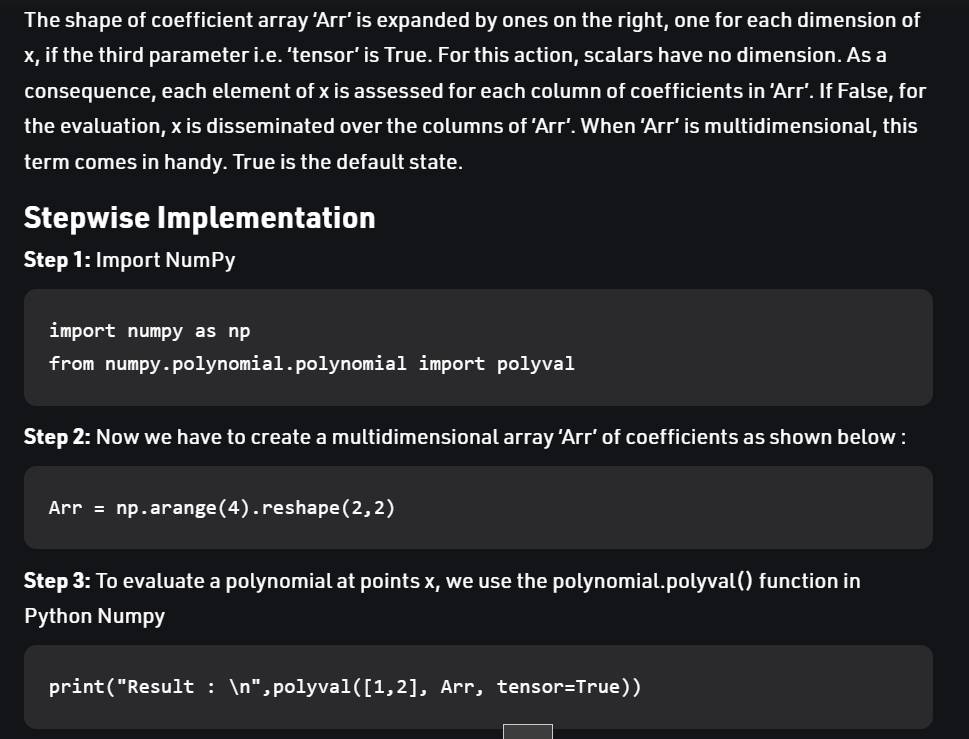 The shape of coefficient array ‘Arr’ is expanded by ones on the right, one for each dimension of
x, if the third parameter i.e. ‘tensor’ is True. For this action, scalars have no dimension. As a
consequence, each element of x is assessed for each column of coefficients in ‘Arr’. If False, for
the evaluation, x is disseminated over the columns of ‘Arr’. When ‘Arr’ is multidimensional, this
term comes in handy. True is the default state.
Stepwise Implementation
Step 1: Import NumPy
import numpy as np
from numpy.polynomial.polynomial import polyval
Step 2: Now we have to create a multidimensional array ‘Arr’ of coefficients as shown below :
Arr = np.arange(4).reshape(2,2)
Step 3: To evaluate a polynomial at points x, we use the polynomial.polyval() function in
Python Numpy
print("Result : \n",polyval([1,2], Arr, tensor=True))